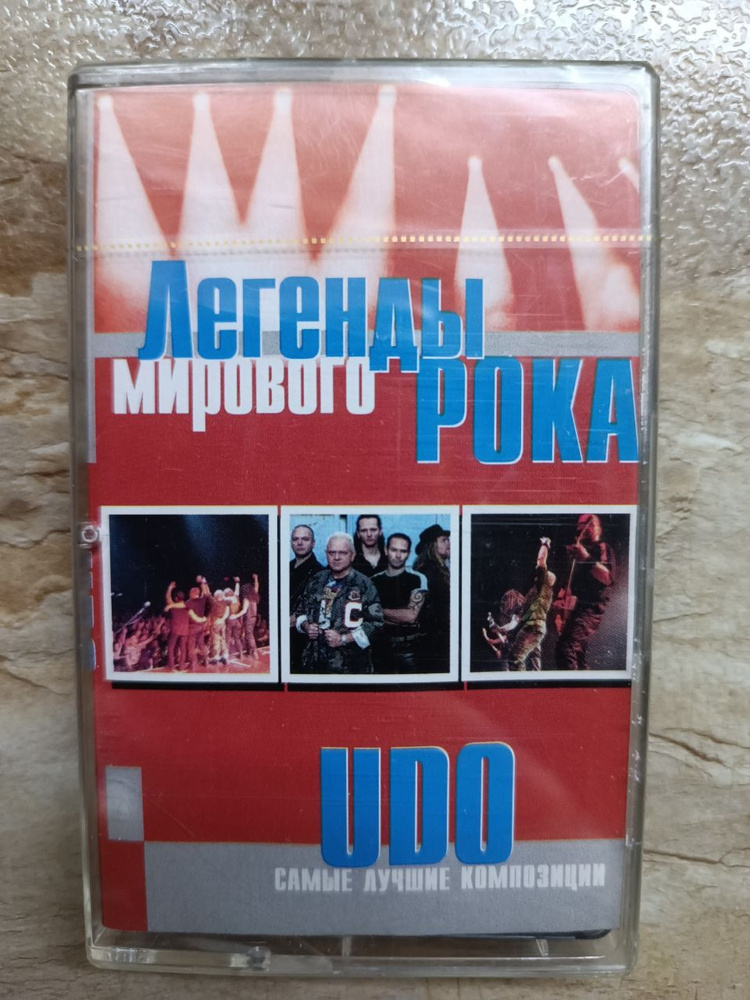 Легенды
мирового
РОКА
UDO
самые лучшие композиции